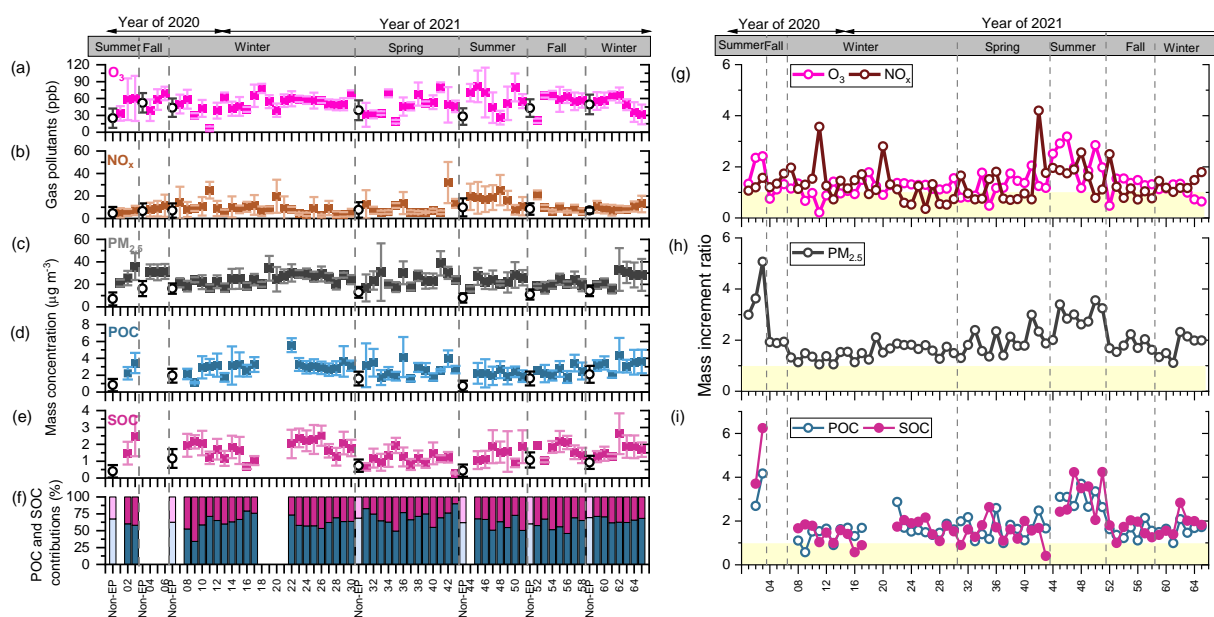 Year of 2020 Year of 2021
Summer Fall Winter Spring Summer Fall Winter
(a) O3
120
90
60
30
0
(b) NOx
60
40
20
0
Gas pollutants (ppb)
(c) PM2.5
60
40
20
0
(d) POC
8
6
4
2
0
Mass concentration (μg m-3)
(e) SOC
4
3
2
1
0
(f)
100
75
50
25
0
POC and SOC
contributions (%)
Non-EP 02 Non-EP 04 06 Non-EP 08 10 12 14 16 18 20 22 24 26 28 30 Non-EP 32 34 36 38 40 42 Non-EP 44 46 48 50 Non-EP 52 54 56 58 Non-EP 60 62 64
Year of 2020 Year of 2021
Summer Fall Winter Spring Summer Fall Winter
(g) O3 NOx
6
4
2
0
(h) PM2.5
6
4
2
0
Mass increment ratio
(i) POC SOC
6
4
2
0
04 08 12 16 20 24 28 32 36 40 44 48 52 56 60 64